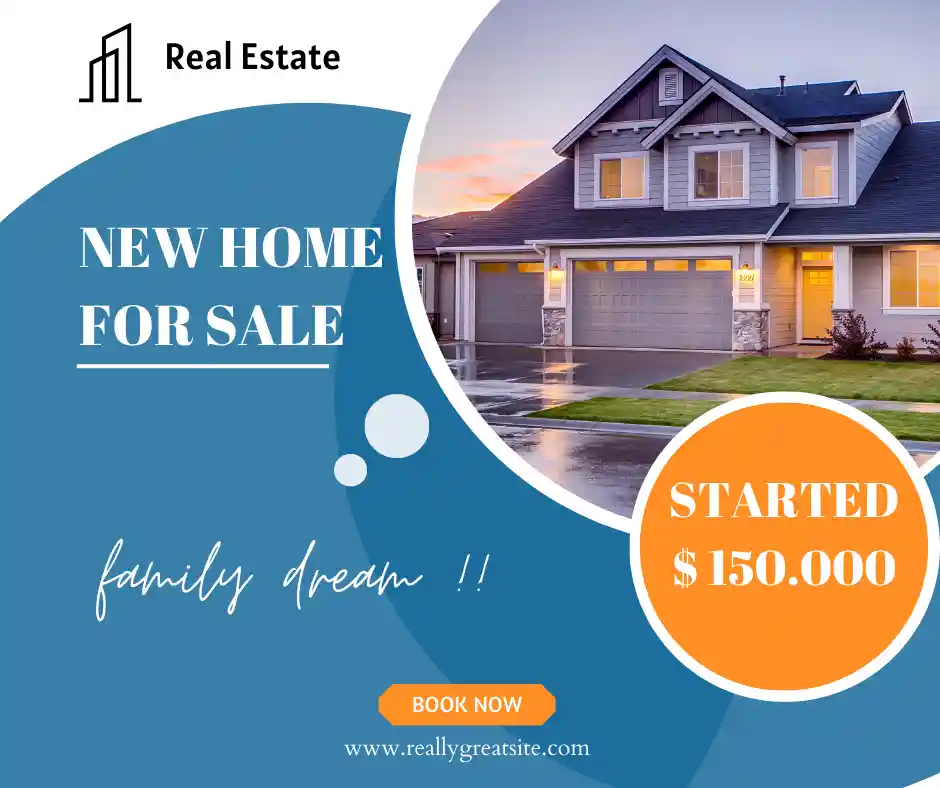 Real Estate
NEW HOME
FOR SALE
family dream !!
STARTED
$ 150.000
BOOK NOW
www.reallygreatsite.com